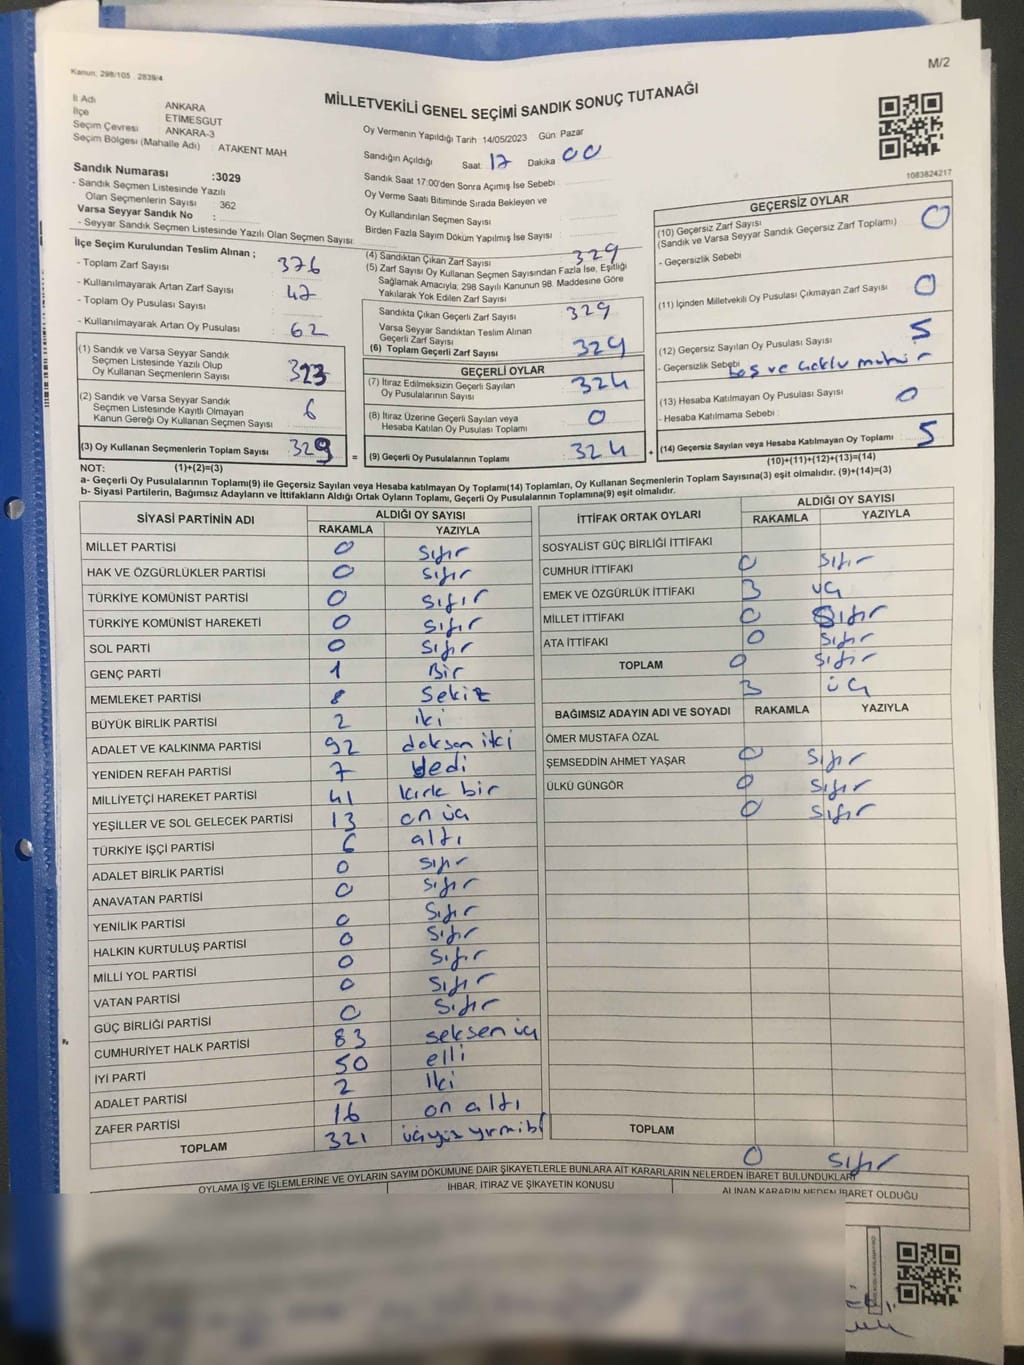 M/2
Kanun. 298/105 . 2839/4
MİLLETVEKİLİ GENEL SEÇİMİ SANDIK SONUÇ TUTANAĞI
İl Adı ANKARA
İlçe ETİMESGUT
Seçim Çevresi ANKARA-3
Seçim Bölgesi (Mahalle Adı) : ATAKENT MAH
Sandık Numarası :3029
- Sandık Seçmen Listesinde Yazılı
Olan Seçmenlerin Sayısı : 362
Varsa Seyyar Sandık No :
- Seyyar Sandık Seçmen Listesinde Yazılı Olan Seçmen Sayısı:
Oy Vermenin Yapıldığı Tarih 14/05/2023 Gün: Pazar
Sandığın Açıldığı Saat 17 Dakika 00
Sandık Saat 17:00'den Sonra Açımış İse Sebebi
Oy Verme Saati Bitiminde Sırada Bekleyen ve
Oy Kullandırılan Seçmen Sayısı
Birden Fazla Sayım Döküm Yapılmış İse Sayısı
1083824217
İlçe Seçim Kurulundan Teslim Alınan ;
- Toplam Zarf Sayısı 376
- Kullanılmayarak Artan Zarf Sayısı 47
- Toplam Oy Pusulası Sayısı
- Kullanılmayarak Artan Oy Pusulası 62
(1) Sandık ve Varsa Seyyar Sandık
Seçmen Listesinde Yazılı Olup
Oy Kullanan Seçmenlerin Sayısı 323
(2) Sandık ve Varsa Seyyar Sandık
Seçmen Listesinde Kayıtlı Olmayan
Kanun Gereği Oy Kullanan Seçmen Sayısı 6
(3) Oy Kullanan Seçmenlerin Toplam Sayısı 329 =
(4) Sandıktan Çıkan Zarf Sayısı 329
(5) Zarf Sayısı Oy Kullanan Seçmen Sayısından Fazla İse, Eşitliği
Sağlamak Amacıyla; 298 Sayılı Kanunun 98. Maddesine Göre
Yakılarak Yok Edilen Zarf Sayısı
Sandıkta Çıkan Geçerli Zarf Sayısı 329
Varsa Seyyar Sandıktan Teslim Alınan
Geçerli Zarf Sayısı
(6) Toplam Geçerli Zarf Sayısı 329
GEÇERLİ OYLAR
(7) İtiraz Edilmeksizin Geçerli Sayılan
Oy Pusulalarının Sayısı 324
(8) İtiraz Üzerine Geçerli Sayılan veya
Hesaba Katılan Oy Pusulası Toplamı 0
(9) Geçerli Oy Pusulalarının Toplamı 324 +
GEÇERSİZ OYLAR
(10) Geçersiz Zarf Sayısı
(Sandık ve Varsa Seyyar Sandık Geçersiz Zarf Toplamı) 0
- Geçersizlik Sebebi
(11) İçinden Milletvekili Oy Pusulası Çıkmayan Zarf Sayısı 0
(12) Geçersiz Sayılan Oy Pusulası Sayısı 5
- Geçersizlik Sebebi boş ve çoklu mühür
(13) Hesaba Katılmayan Oy Pusulası Sayısı 0
- Hesaba Katılmama Sebebi :
(14) Geçersiz Sayılan veya Hesaba Katılmayan Oy Toplamı 5
(10)+(11)+(12)+(13)=(14)
NOT: (1)+(2)=(3)
a- Geçerli Oy Pusulalarının Toplamı(9) ile Geçersiz Sayılan veya Hesaba katılmayan Oy Toplamı(14) Toplamları, Oy Kullanan Seçmenlerin Toplam Sayısına(3) eşit olmalıdır. (9)+(14)=(3)
b- Siyasi Partilerin, Bağımsız Adayların ve İttifakların Aldığı Ortak Oyların Toplamı, Geçerli Oy Pusulalarının Toplamına(9) eşit olmalıdır.
SİYASİ PARTİNİN ADI ALDIĞI OY SAYISI
RAKAMLA YAZIYLA
MİLLET PARTİSİ 0 sıfır
HAK VE ÖZGÜRLÜKLER PARTİSİ 0 sıfır
TÜRKİYE KOMÜNİST PARTİSİ 0 sıfır
TÜRKİYE KOMÜNİST HAREKETİ 0 sıfır
SOL PARTİ 0 sıfır
GENÇ PARTİ 1 Bir
MEMLEKET PARTİSİ 8 Sekiz
BÜYÜK BİRLİK PARTİSİ 2 iki
ADALET VE KALKINMA PARTİSİ 92 doksan iki
YENİDEN REFAH PARTİSİ 7 Yedi
MİLLİYETÇİ HAREKET PARTİSİ 41 kırk bir
YEŞİLLER VE SOL GELECEK PARTİSİ 13 on üç
TÜRKİYE İŞÇİ PARTİSİ 6 altı
ADALET BİRLİK PARTİSİ 0 sıfır
ANAVATAN PARTİSİ 0 sıfır
YENİLİK PARTİSİ 0 sıfır
HALKIN KURTULUŞ PARTİSİ 0 sıfır
MİLLİ YOL PARTİSİ 0 sıfır
VATAN PARTİSİ 0 sıfır
GÜÇ BİRLİĞİ PARTİSİ 0 sıfır
CUMHURİYET HALK PARTİSİ 83 seksen üç
İYİ PARTİ 50 elli
ADALET PARTİSİ 2 iki
ZAFER PARTİSİ 16 on altı
TOPLAM 321 üçyüz yirmi bi
İTTİFAK ORTAK OYLARI ALDIĞI OY SAYISI
RAKAMLA YAZIYLA
SOSYALİST GÜÇ BİRLİĞİ İTTİFAKI
CUMHUR İTTİFAKI 0 sıfır
EMEK VE ÖZGÜRLÜK İTTİFAKI 3 üç
MİLLET İTTİFAKI 0 sıfır
ATA İTTİFAKI 0 sıfır
TOPLAM 0 sıfır
3 üç
BAĞIMSIZ ADAYIN ADI VE SOYADI RAKAMLA YAZIYLA
ÖMER MUSTAFA ÖZAL
ŞEMSEDDİN AHMET YAŞAR 0 sıfır
ÜLKÜ GÜNGÖR 0 sıfır
0 sıfır
TOPLAM
0 sıfır
OYLAMA İŞ VE İŞLEMLERİNE VE OYLARIN SAYIM DÖKÜMÜNE DAİR ŞİKAYETLERLE BUNLARA AİT KARARLARIN NELERDEN İBARET BULUNDUKLARI
İHBAR, İTİRAZ VE ŞİKAYETİN KONUSU
ALINAN KARARIN NEDEN İBARET OLDUĞU